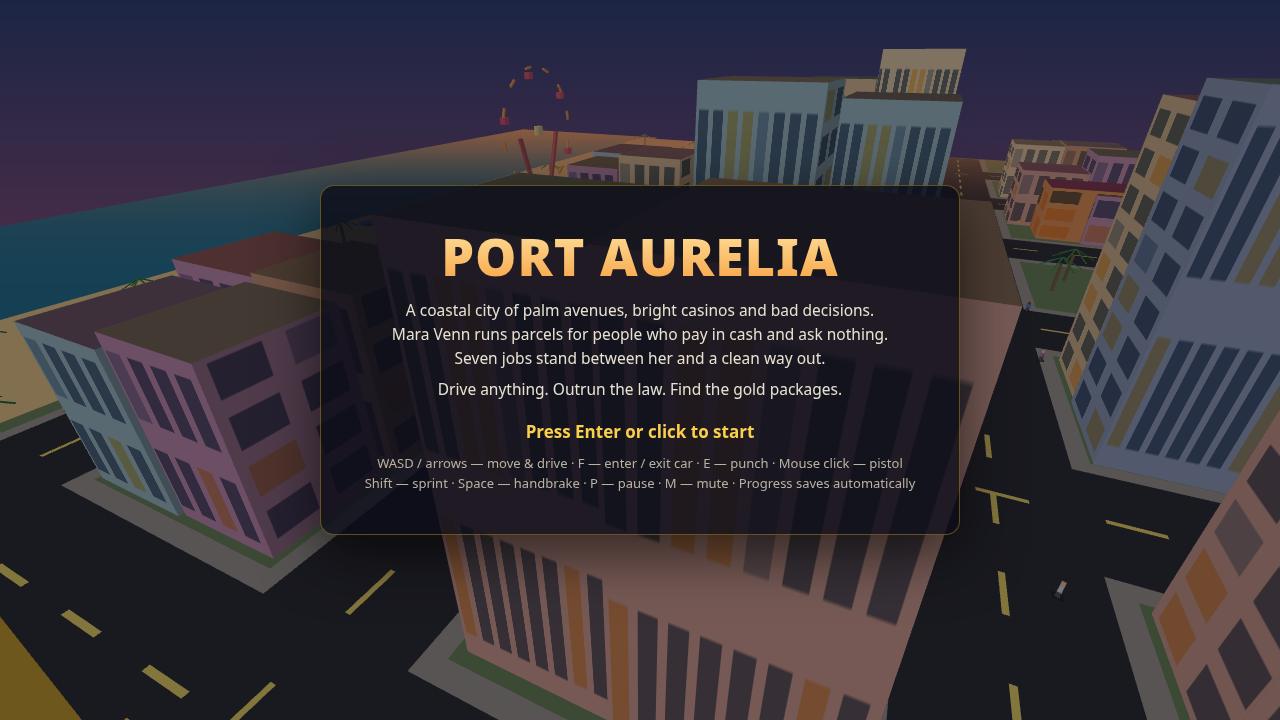 PORT AURELIA
A coastal city of palm avenues, bright casinos and bad decisions.
Mara Venn runs parcels for people who pay in cash and ask nothing.
Seven jobs stand between her and a clean way out.
Drive anything. Outrun the law. Find the gold packages.
Press Enter or click to start
WASD / arrows — move & drive · F — enter / exit car · E — punch · Mouse click — pistol
Shift — sprint · Space — handbrake · P — pause · M — mute · Progress saves automatically